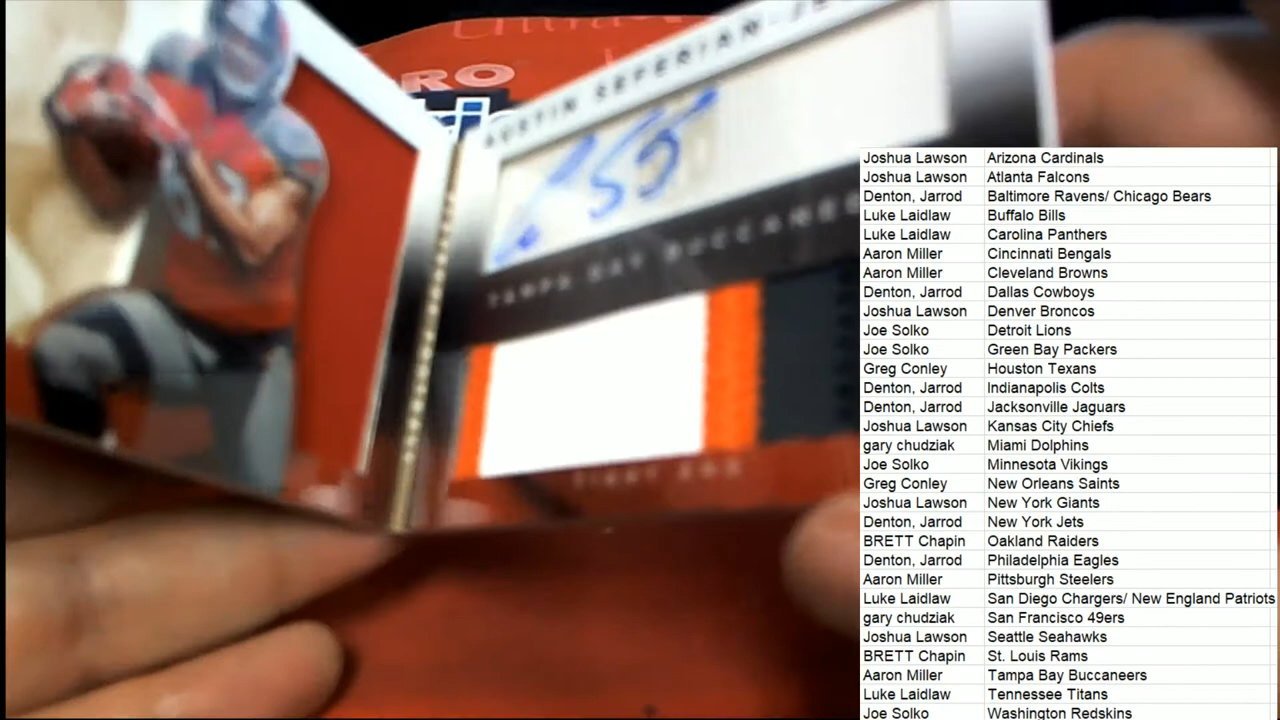 RO
AUSTIN SEFERIAN-JE
TAMPA BAY BUCCANEE
TIGHT END
Joshua Lawson Arizona Cardinals
Joshua Lawson Atlanta Falcons
Denton, Jarrod Baltimore Ravens/ Chicago Bears
Luke Laidlaw Buffalo Bills
Luke Laidlaw Carolina Panthers
Aaron Miller Cincinnati Bengals
Aaron Miller Cleveland Browns
Denton, Jarrod Dallas Cowboys
Joshua Lawson Denver Broncos
Joe Solko Detroit Lions
Joe Solko Green Bay Packers
Greg Conley Houston Texans
Denton, Jarrod Indianapolis Colts
Denton, Jarrod Jacksonville Jaguars
Joshua Lawson Kansas City Chiefs
gary chudziak Miami Dolphins
Joe Solko Minnesota Vikings
Greg Conley New Orleans Saints
Joshua Lawson New York Giants
Denton, Jarrod New York Jets
BRETT Chapin Oakland Raiders
Denton, Jarrod Philadelphia Eagles
Aaron Miller Pittsburgh Steelers
Luke Laidlaw San Diego Chargers/ New England Patriots
gary chudziak San Francisco 49ers
Joshua Lawson Seattle Seahawks
BRETT Chapin St. Louis Rams
Aaron Miller Tampa Bay Buccaneers
Luke Laidlaw Tennessee Titans
Joe Solko Washington Redskins